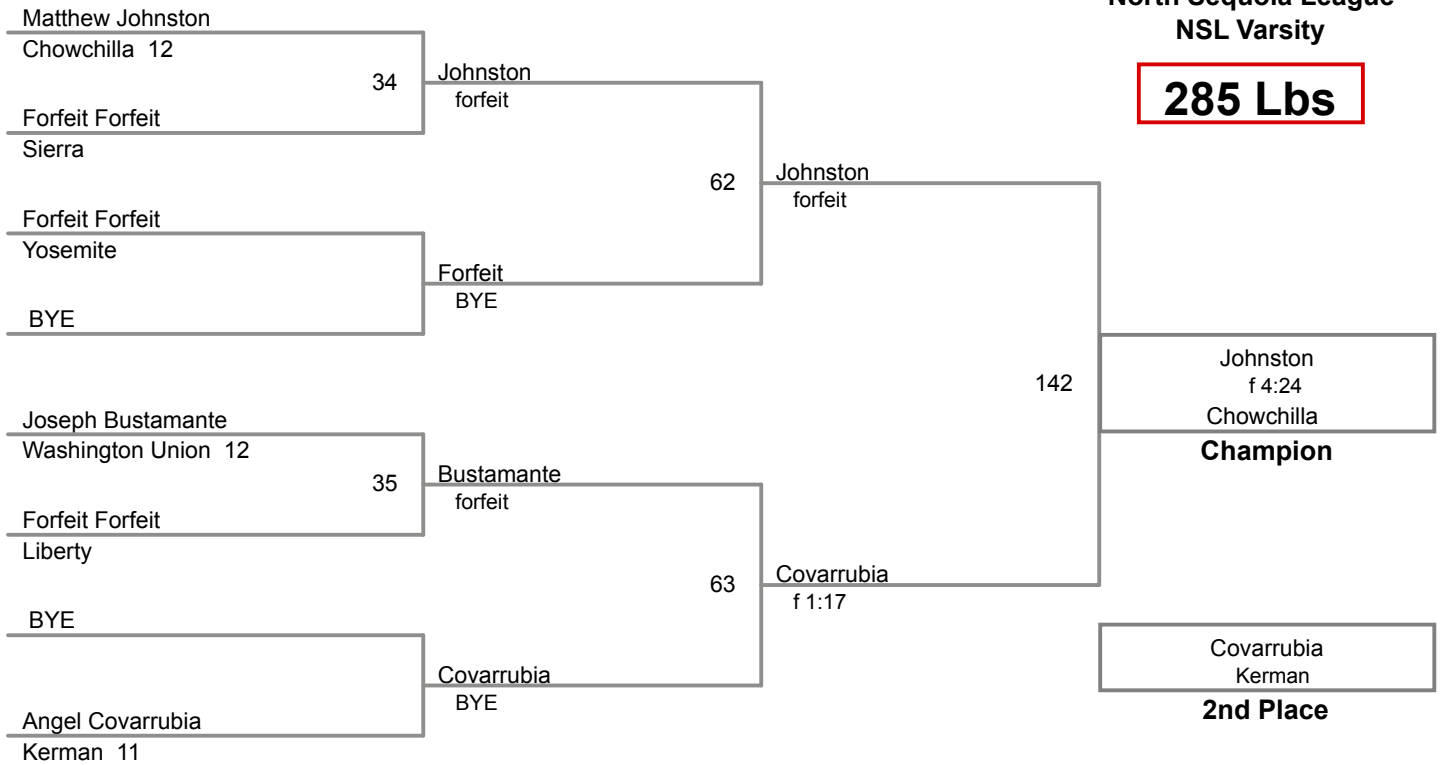 North Sequoia League
NSL Varsity
285 Lbs
Matthew Johnston
Chowchilla 12
34
Forfeit Forfeit
Sierra
Johnston
forfeit
Forfeit Forfeit
Yosemite
BYE
Forfeit
BYE
62
Johnston
forfeit
Joseph Bustamante
Washington Union 12
35
Forfeit Forfeit
Liberty
Bustamante
forfeit
BYE
Angel Covarrubia
Kerman 11
Covarrubia
BYE
63
Covarrubia
f 1:17
142
Johnston
f 4:24
Chowchilla
Champion
Covarrubia
Kerman
2nd Place